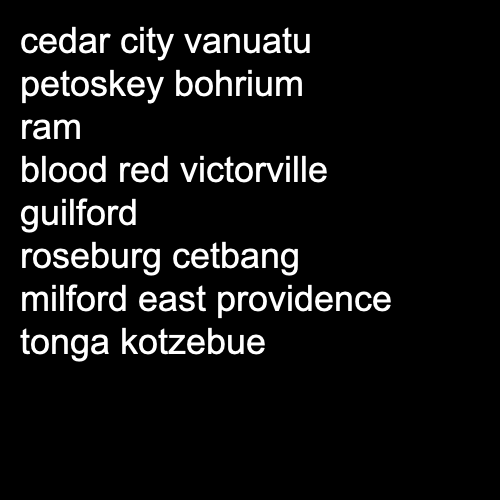 cedar city vanuatu
petoskey bohrium
ram
blood red victorville
guilford
roseburg cetbang
milford east providence
tonga kotzebue